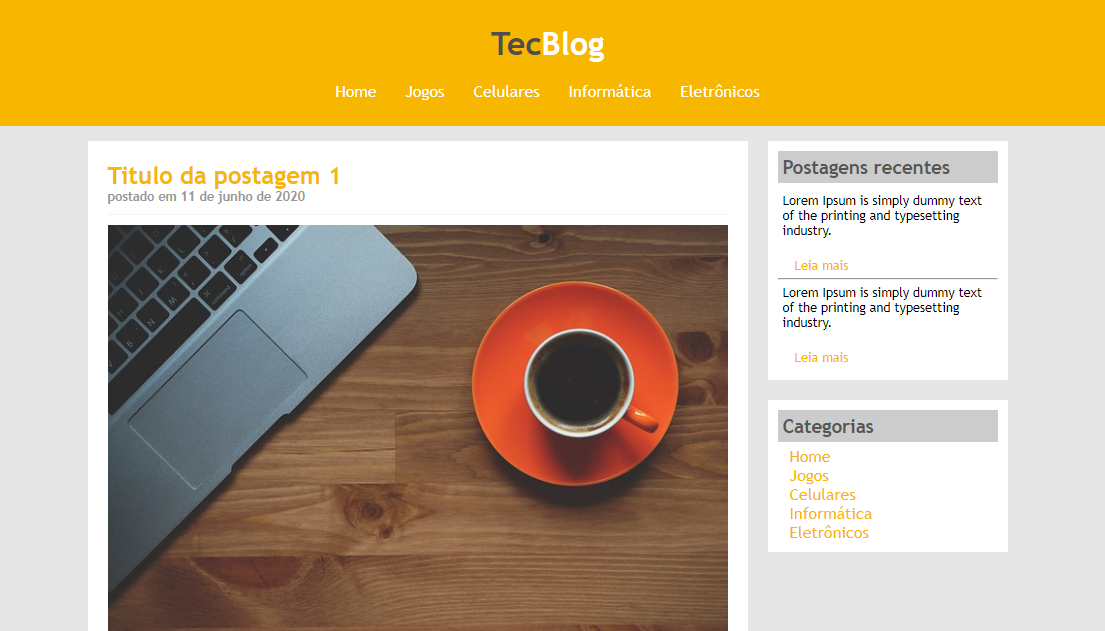 TecBlog
Home Jogos Celulares Informática Eletrônicos
Titulo da postagem 1
postado em 11 de junho de 2020
Postagens recentes
Lorem Ipsum is simply dummy text
of the printing and typesetting
industry.
Leia mais
Lorem Ipsum is simply dummy text
of the printing and typesetting
industry.
Leia mais
Categorias
Home
Jogos
Celulares
Informática
Eletrônicos